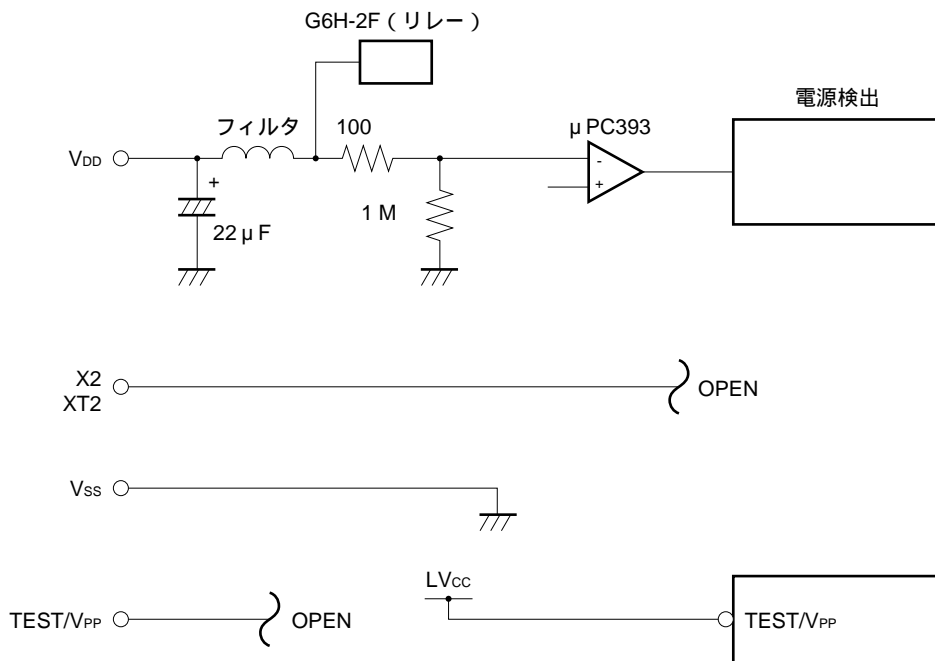 G6H-2F（リレー）
電源検出
フィルタ
100
μPC393
VDD
+
-
+
1 M
22 μF
X2
XT2
OPEN
VSS
LVCC
TEST/VPP
OPEN
TEST/VPP